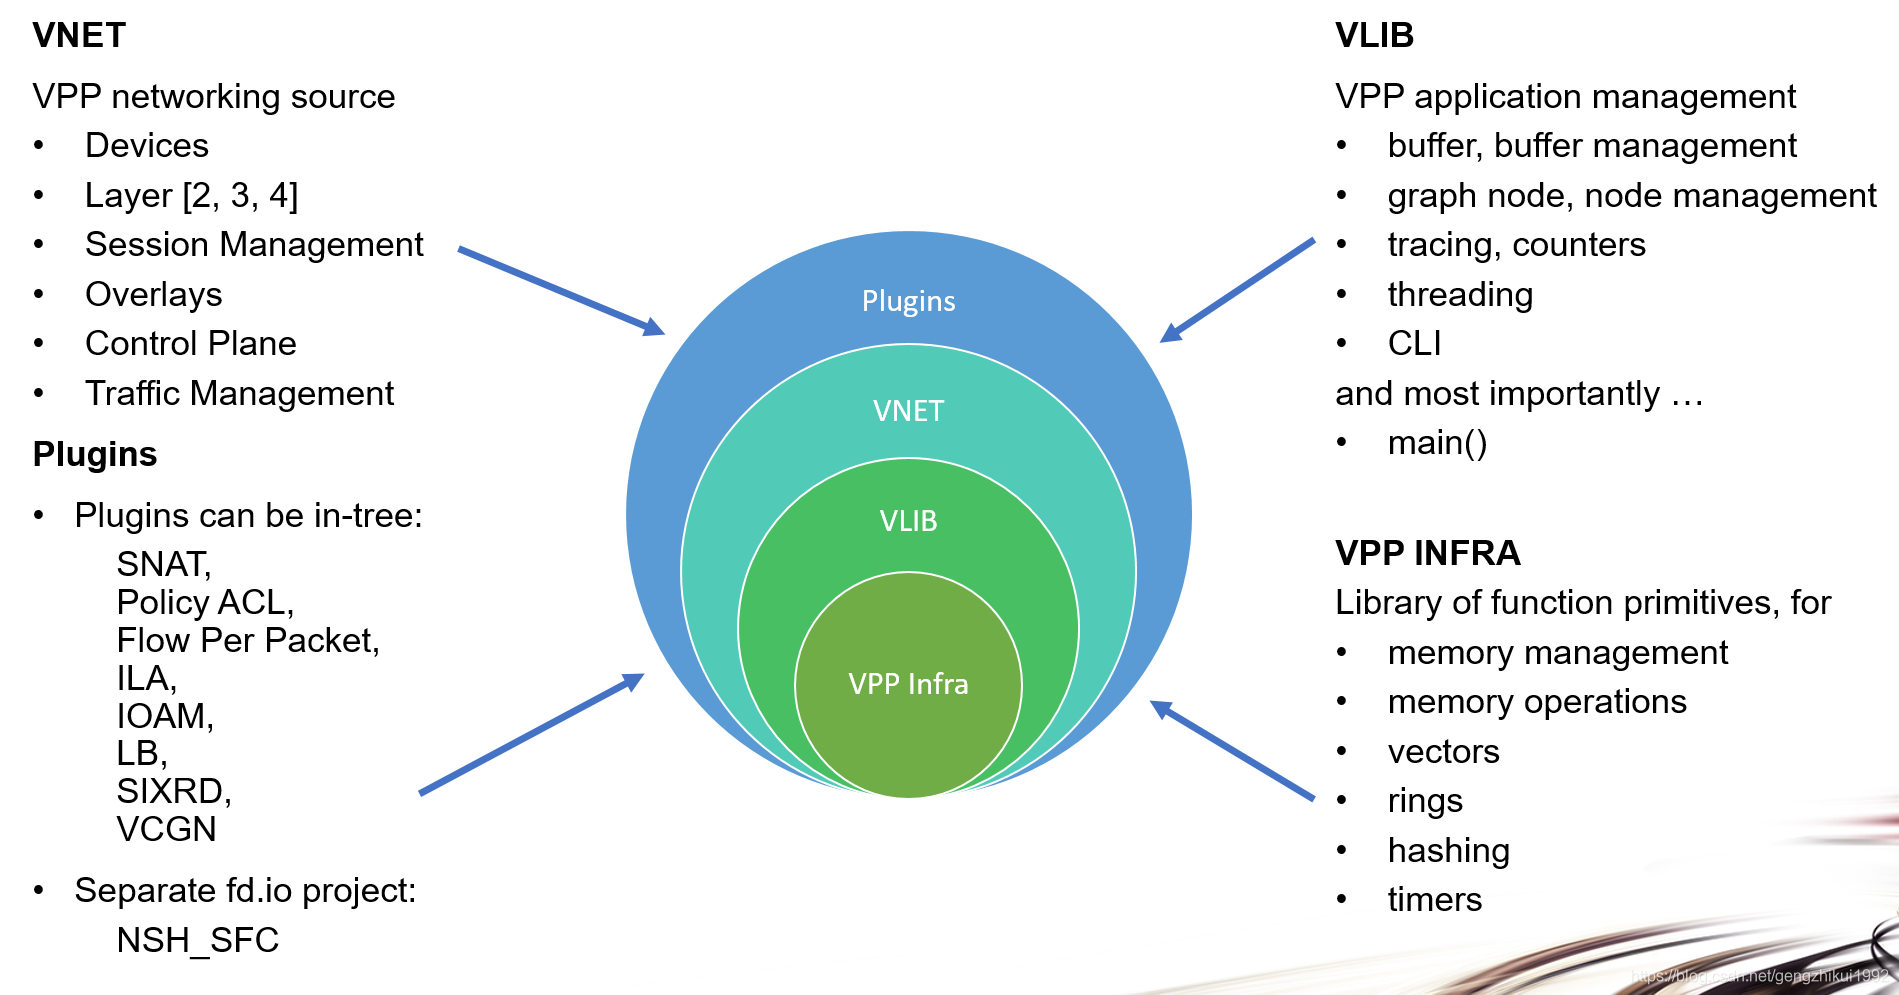 VNET
VPP networking source
• Devices
• Layer [2, 3, 4]
• Session Management
• Overlays
• Control Plane
• Traffic Management
Plugins
• Plugins can be in-tree:
SNAT,
Policy ACL,
Flow Per Packet,
ILA,
IOAM,
LB,
SIXRD,
VCGN
• Separate fd.io project:
NSH_SFC
Plugins
VNET
VLIB
VPP Infra
VLIB
VPP application management
• buffer, buffer management
• graph node, node management
• tracing, counters
• threading
• CLI
and most importantly …
• main()
VPP INFRA
Library of function primitives, for
• memory management
• memory operations
• vectors
• rings
• hashing
• timers
https://blog.csdn.net/gengzhikui1992